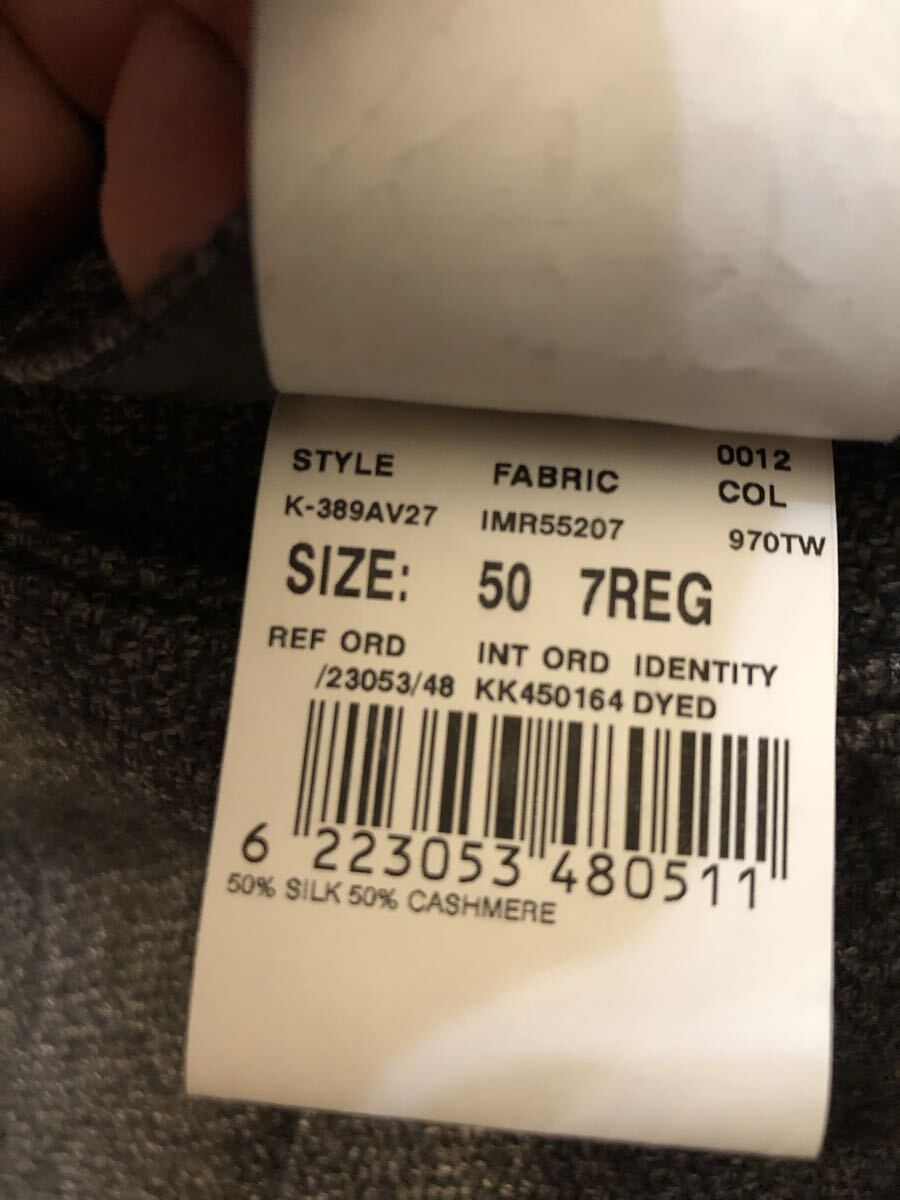 0012
STYLE FABRIC COL
K-389AV27 IMR55207 970TW
SIZE: 50 7REG
REF ORD INT ORD IDENTITY
/23053/48 KK450164 DYED
6 223053 480511
50% SILK 50% CASHMERE